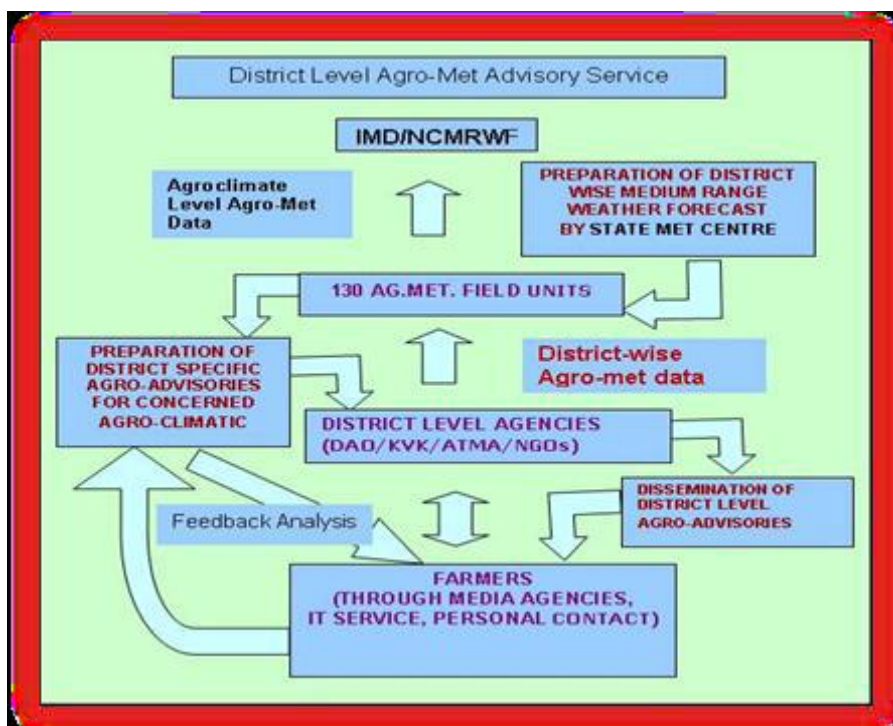 District Level Agro-Met Advisory Service
IMD/NCMRWF
Agroclimate
Level Agro-Met
Data
PREPARATION OF DISTRICT
WISE MEDIUM RANGE
WEATHER FORECAST
BY STATE MET CENTRE
130 AG.MET. FIELD UNITS
PREPARATION OF
DISTRICT SPECIFIC
AGRO-ADVISORIES
FOR CONCERNED
AGRO-CLIMATIC
District-wise
Agro-met data
DISTRICT LEVEL AGENCIES
(DAO/KVK/ATMA/NGOs)
DISSEMINATION OF
DISTRICT LEVEL
AGRO-ADVISORIES
Feedback Analysis
FARMERS
(THROUGH MEDIA AGENCIES,
IT SERVICE, PERSONAL CONTACT)